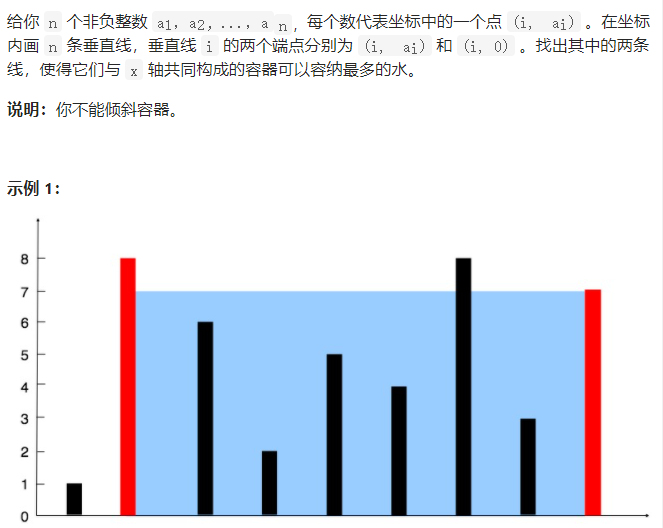 给你 n 个非负整数 a1，a2，...，a n，每个数代表坐标中的一个点 (i, ai) 。在坐标
内画 n 条垂直线，垂直线 i 的两个端点分别为 (i, ai) 和 (i, 0) 。找出其中的两条
线，使得它们与 x 轴共同构成的容器可以容纳最多的水。
说明：你不能倾斜容器。
示例 1：
8
7
6
5
4
3
2
1
0